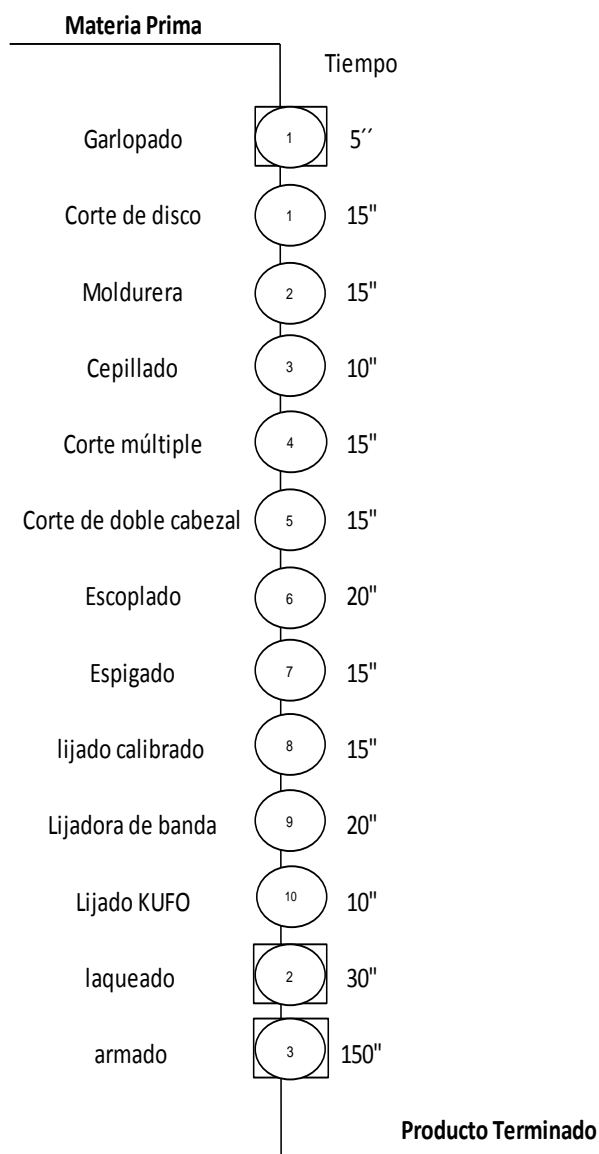 Materia Prima
Tiempo
Garlopado 1 5´´
Corte de disco 1 15"
Moldurera 2 15"
Cepillado 3 10"
Corte múltiple 4 15"
Corte de doble cabezal 5 15"
Escoplado 6 20"
Espigado 7 15"
lijado calibrado 8 15"
Lijadora de banda 9 20"
Lijado KUFO 10 10"
laqueado 2 30"
armado 3 150"
Producto Terminado